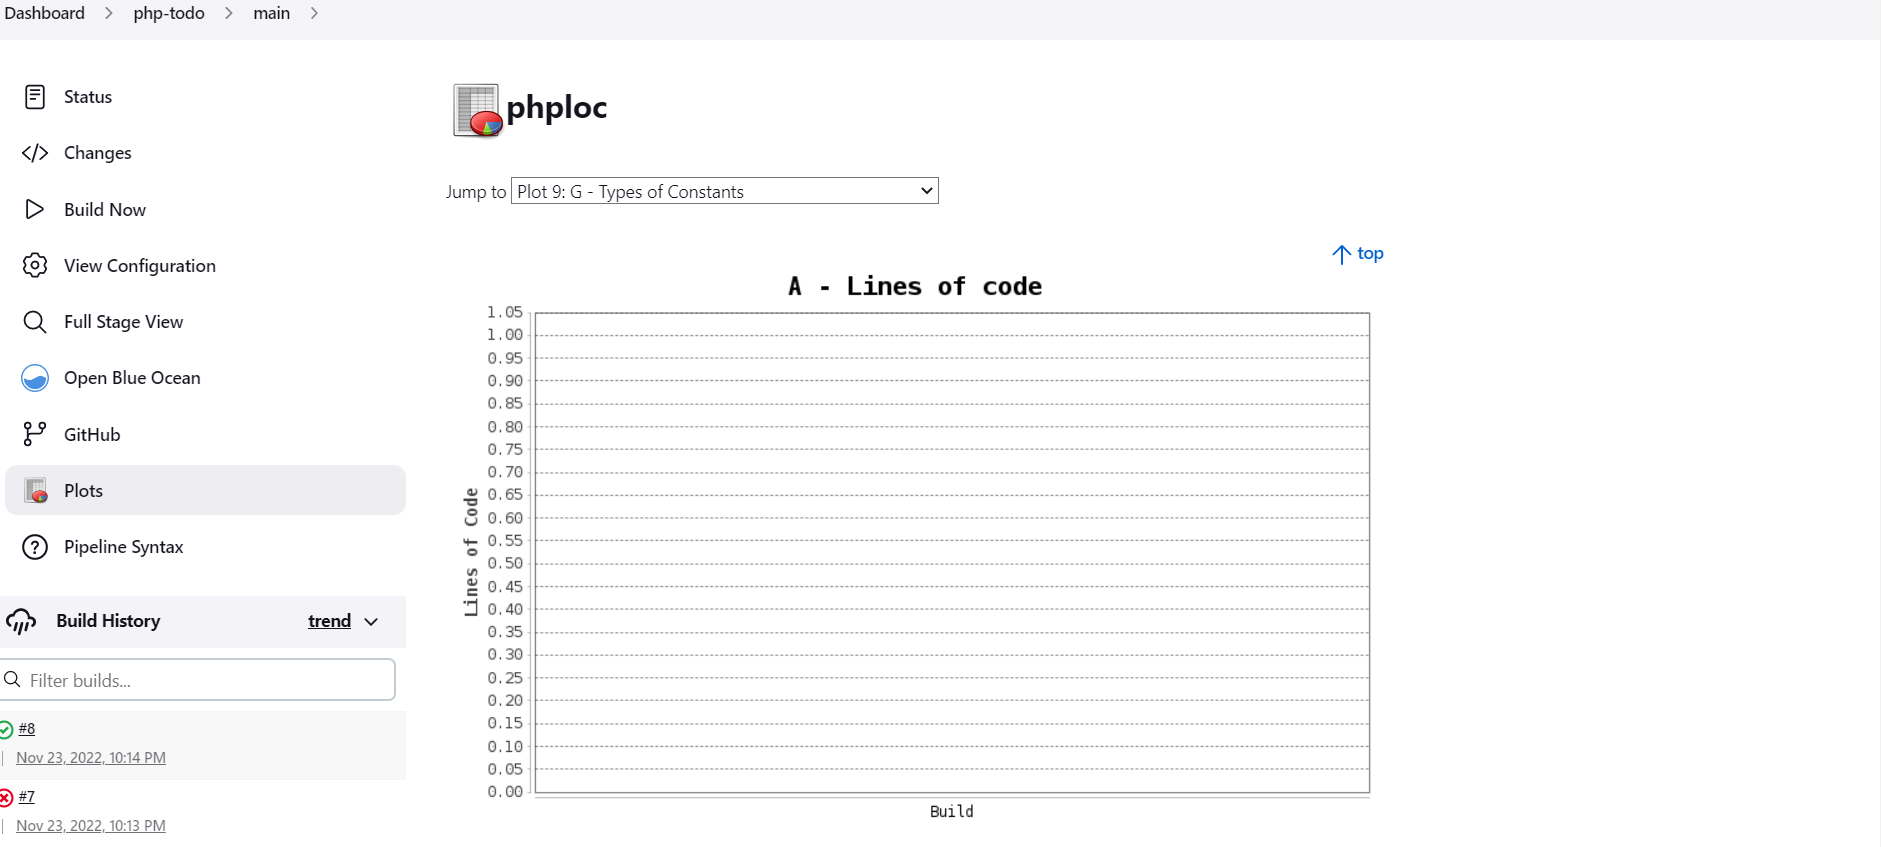 Dashboard > php-todo > main >
Status
Changes
Build Now
View Configuration
Full Stage View
Open Blue Ocean
GitHub
Plots
Pipeline Syntax
Build History trend
Filter builds...
#8
Nov 23, 2022, 10:14 PM
#7
Nov 23, 2022, 10:13 PM
phploc
Jump to Plot 9: G - Types of Constants
top
A - Lines of code
1.05
1.00
0.95
0.90
0.85
0.80
0.75
0.70
0.65
0.60
0.55
0.50
0.45
0.40
0.35
0.30
0.25
0.20
0.15
0.10
0.05
0.00
Lines of Code
Build